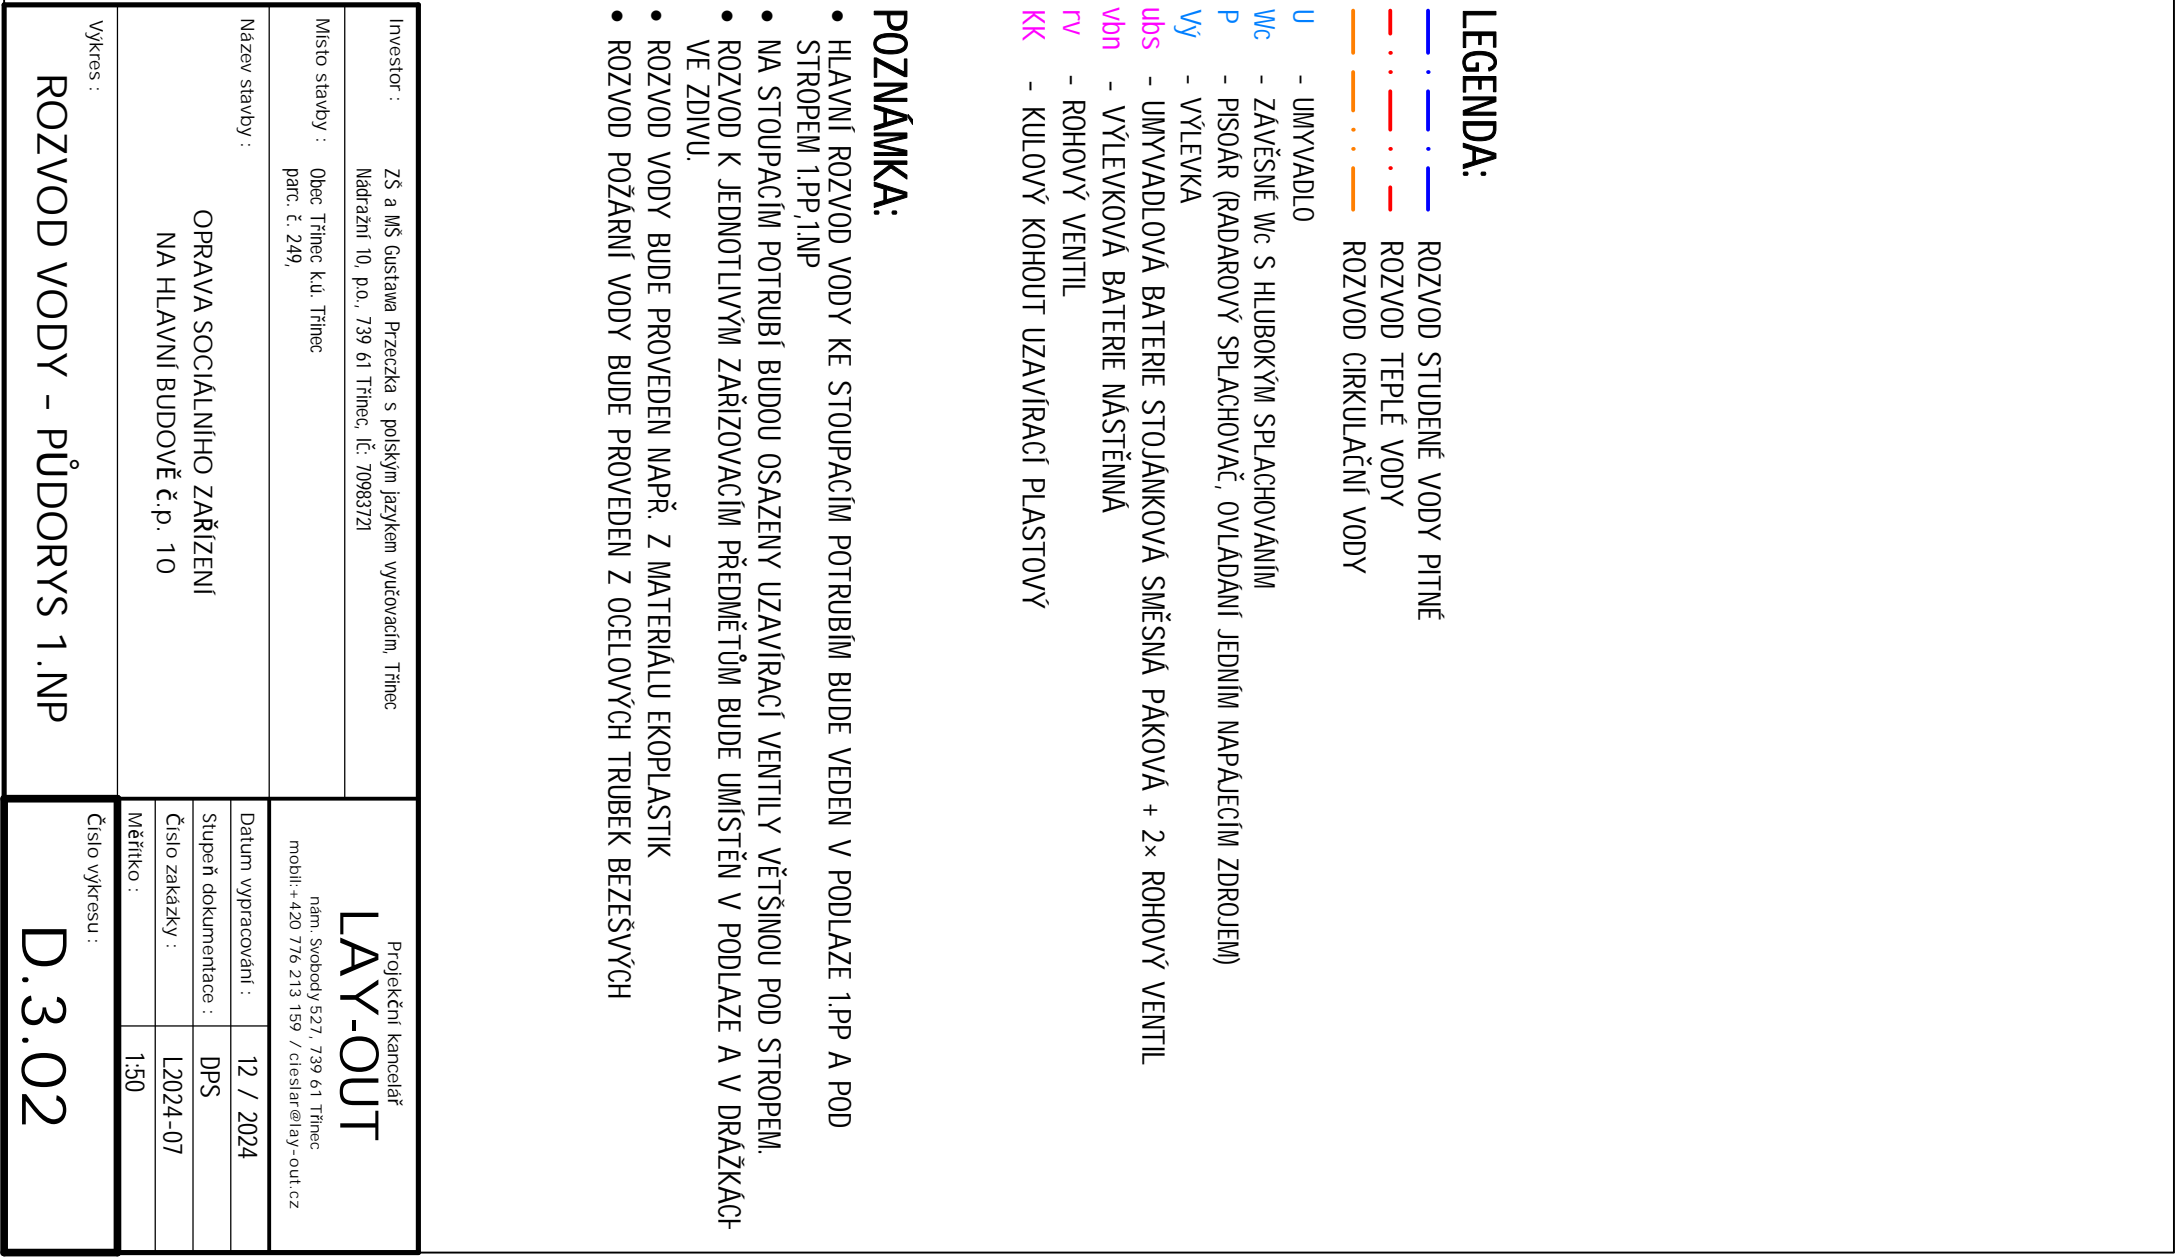 LEGENDA:
ROZVOD STUDENÉ VODY PITNÉ
ROZVOD TEPLÉ VODY
ROZVOD CIRKULAČNÍ VODY
U - UMYVADLO
Wc - ZÁVĚSNÉ Wc S HLUBOKÝM SPLACHOVÁNÍM
P - PISOÁR (RADAROVÝ SPLACHOVAČ, OVLÁDÁNÍ JEDNÍM NAPÁJECÍM ZDROJEM)
Vý - VÝLEVKA
ubs - UMYVADLOVÁ BATERIE STOJÁNKOVÁ SMĚSNÁ PÁKOVÁ + 2× ROHOVÝ VENTIL
vbn - VÝLEVKOVÁ BATERIE NÁSTĚNNÁ
rv - ROHOVÝ VENTIL
KK - KULOVÝ KOHOUT UZAVÍRACÍ PLASTOVÝ
POZNÁMKA:
• HLAVNÍ ROZVOD VODY KE STOUPACÍM POTRUBÍM BUDE VEDEN V PODLAZE 1.PP A POD
STROPEM 1.PP,1.NP
• NA STOUPACÍM POTRUBÍ BUDOU OSAZENY UZAVÍRACÍ VENTILY VĚTŠINOU POD STROPEM.
• ROZVOD K JEDNOTLIVÝM ZAŘIZOVACÍM PŘEDMĚTŮM BUDE UMÍSTĚN V PODLAZE A V DRÁŽKÁCH
VE ZDIVU.
• ROZVOD VODY BUDE PROVEDEN NAPŘ. Z MATERIÁLU EKOPLASTIK
• ROZVOD POŽÁRNÍ VODY BUDE PROVEDEN Z OCELOVÝCH TRUBEK BEZEŠVÝCH
Investor : ZŠ a MŠ Gustawa Przeczka s polským jazykem vyučovacím, Třinec
Nádražní 10, p.o., 739 61 Třinec, IČ: 70983721
Místo stavby : Obec Třinec k.ú. Třinec
parc. č. 249,
Název stavby :
OPRAVA SOCIÁLNÍHO ZAŘÍZENÍ
NA HLAVNÍ BUDOVĚ č.p. 10
Výkres :
ROZVOD VODY - PŮDORYS 1.NP
Projekční kancelář
LAY-OUT
nám. Svobody 527, 739 61 Třinec
mobil:+420 776 213 159 / cieslar@lay-out.cz
Datum vypracování : 12 / 2024
Stupeň dokumentace : DPS
Číslo zakázky : L2024-07
Měřítko : 1:50
Číslo výkresu :
D.3.02